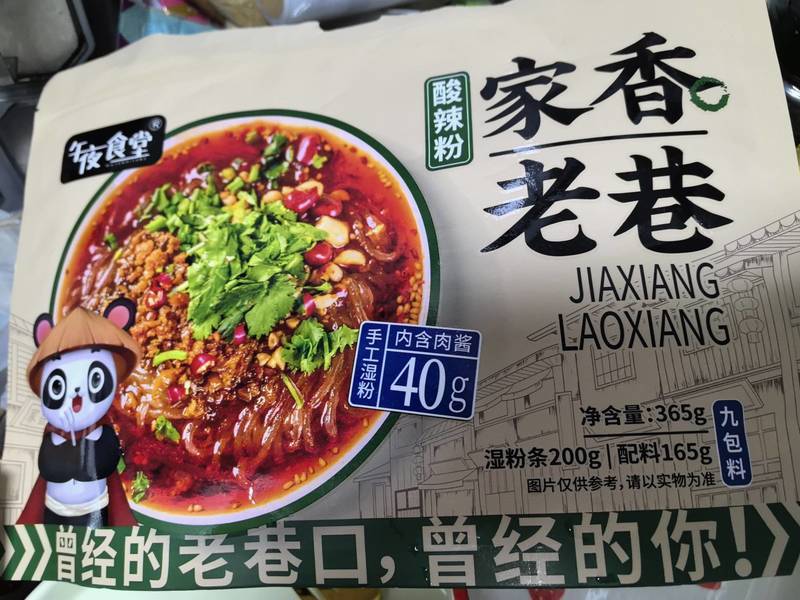 午夜食堂®
酸辣粉
家香
老巷
JIAXIANG
LAOXIANG
手工湿粉
内含肉酱
40g
净含量:365g
湿粉条200g|配料165g
九包料
图片仅供参考,请以实物为准
曾经的老巷口,曾经的你!